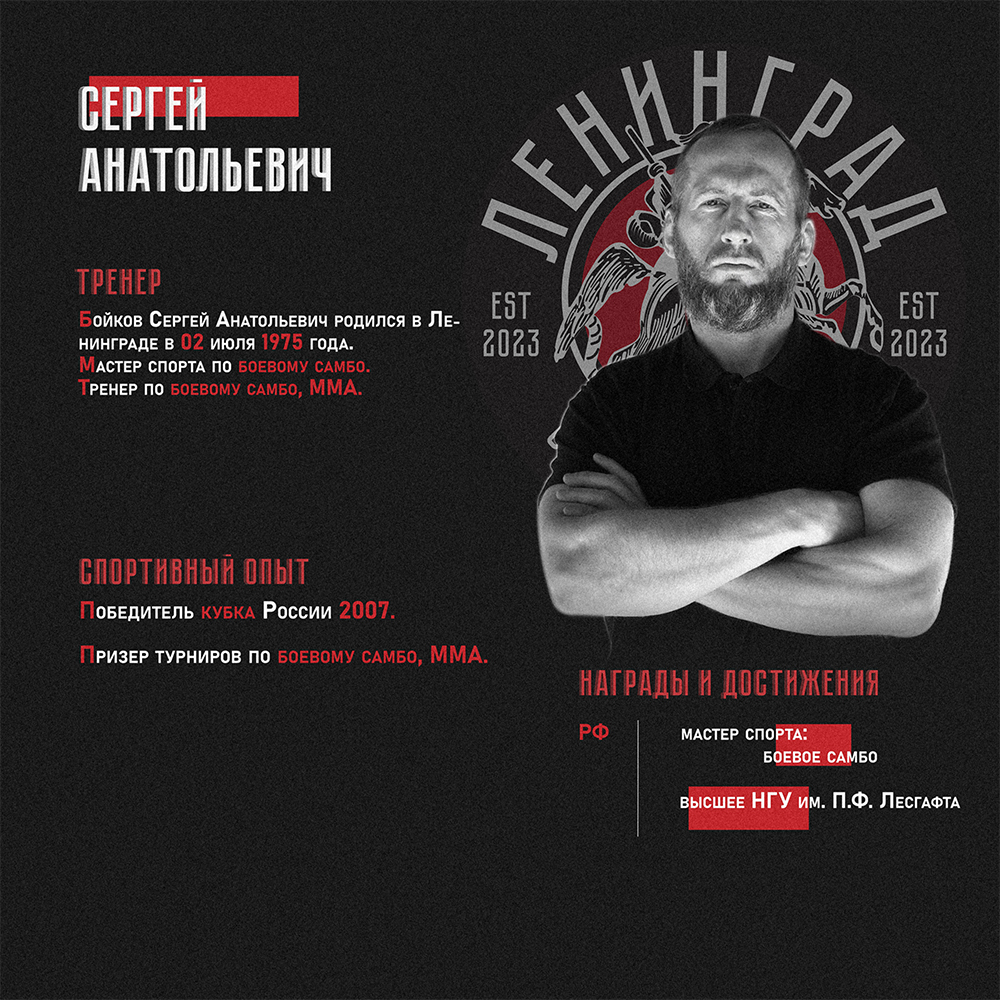 СЕРГЕЙ
АНАТОЛЬЕВИЧ
ЛЕНИНГРАД
EST
2023
EST
2023
ТРЕНЕР
Бойков Сергей Анатольевич родился в Ле-
нинграде в 02 июля 1975 года.
Мастер спорта по боевому самбо.
Тренер по боевому самбо, ММА.
СПОРТИВНЫЙ ОПЫТ
Победитель кубка России 2007.
Призер турниров по боевому самбо, ММА.
НАГРАДЫ И ДОСТИЖЕНИЯ
РФ
мастер спорта:
боевое самбо
высшее НГУ им. П.Ф. Лесгафта